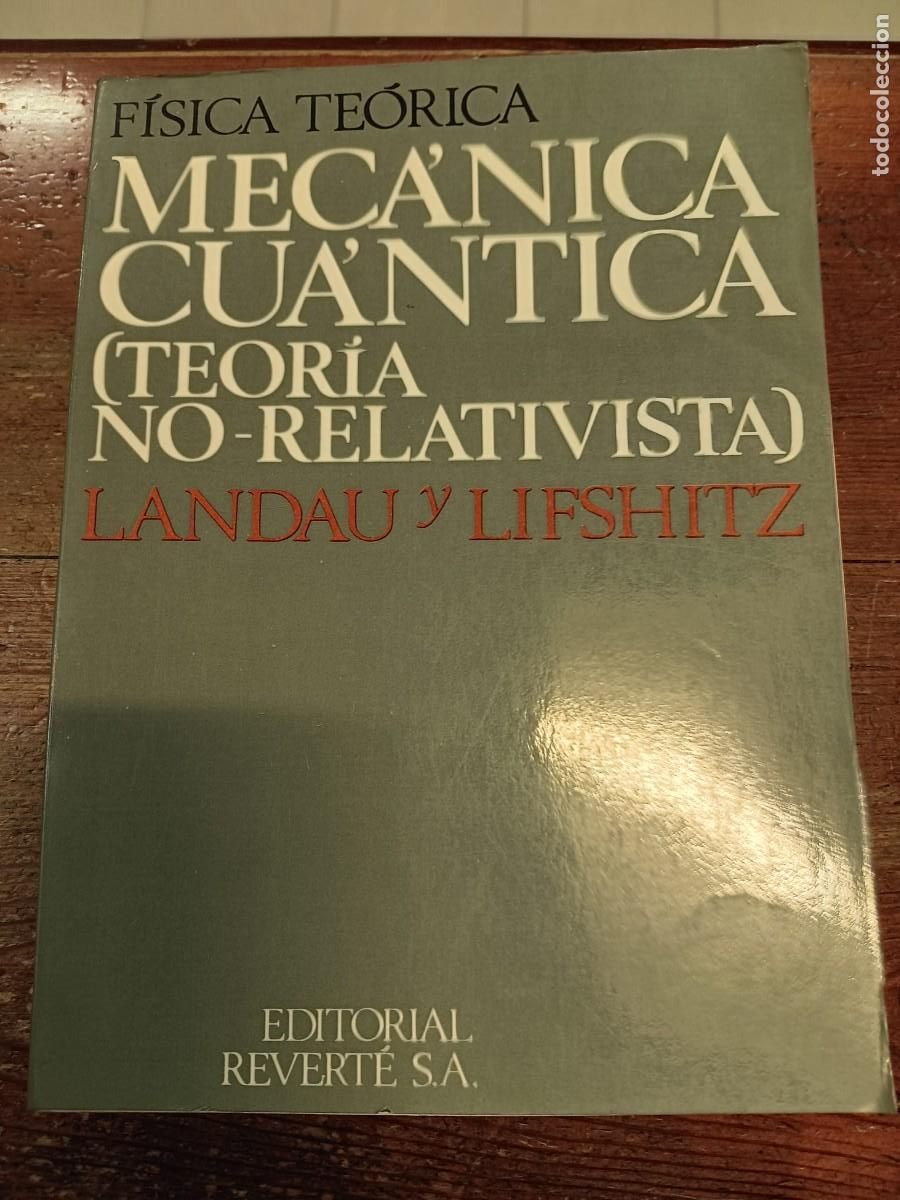 FÍSICA TEÓRICA
MECÁNICA
CUÁNTICA
(TEORÍA
NO-RELATIVISTA)
LANDAU y LIFSHITZ
EDITORIAL
REVERTÉ S.A.
todocoleccion